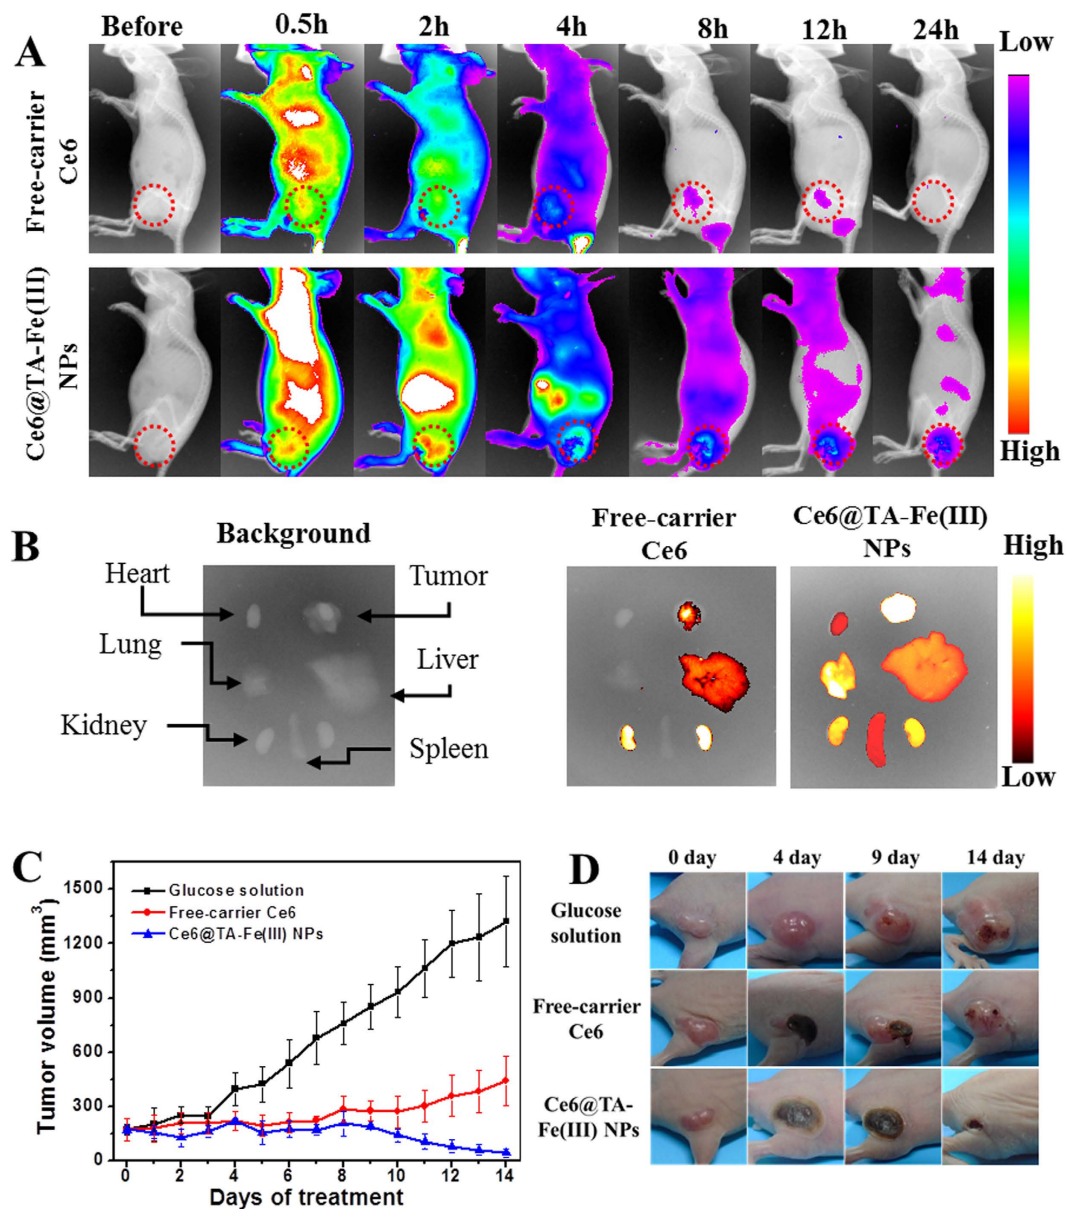 A
Before 0.5h 2h 4h 8h 12h 24h
Low
Free-carrier
Ce6
Ce6@TA-Fe(III)
NPs
High
B
Background
Heart
Tumor
Lung
Liver
Kidney
Spleen
Free-carrier
Ce6
Ce6@TA-Fe(III)
NPs
High
Low
C
Tumor volume (mm³)
1500
1200
900
600
300
0
Glucose solution
Free-carrier Ce6
Ce6@TA-Fe(III) NPs
0 2 4 6 8 10 12 14
Days of treatment
D
0 day 4 day 9 day 14 day
Glucose
solution
Free-carrier
Ce6
Ce6@TA-
Fe(III) NPs